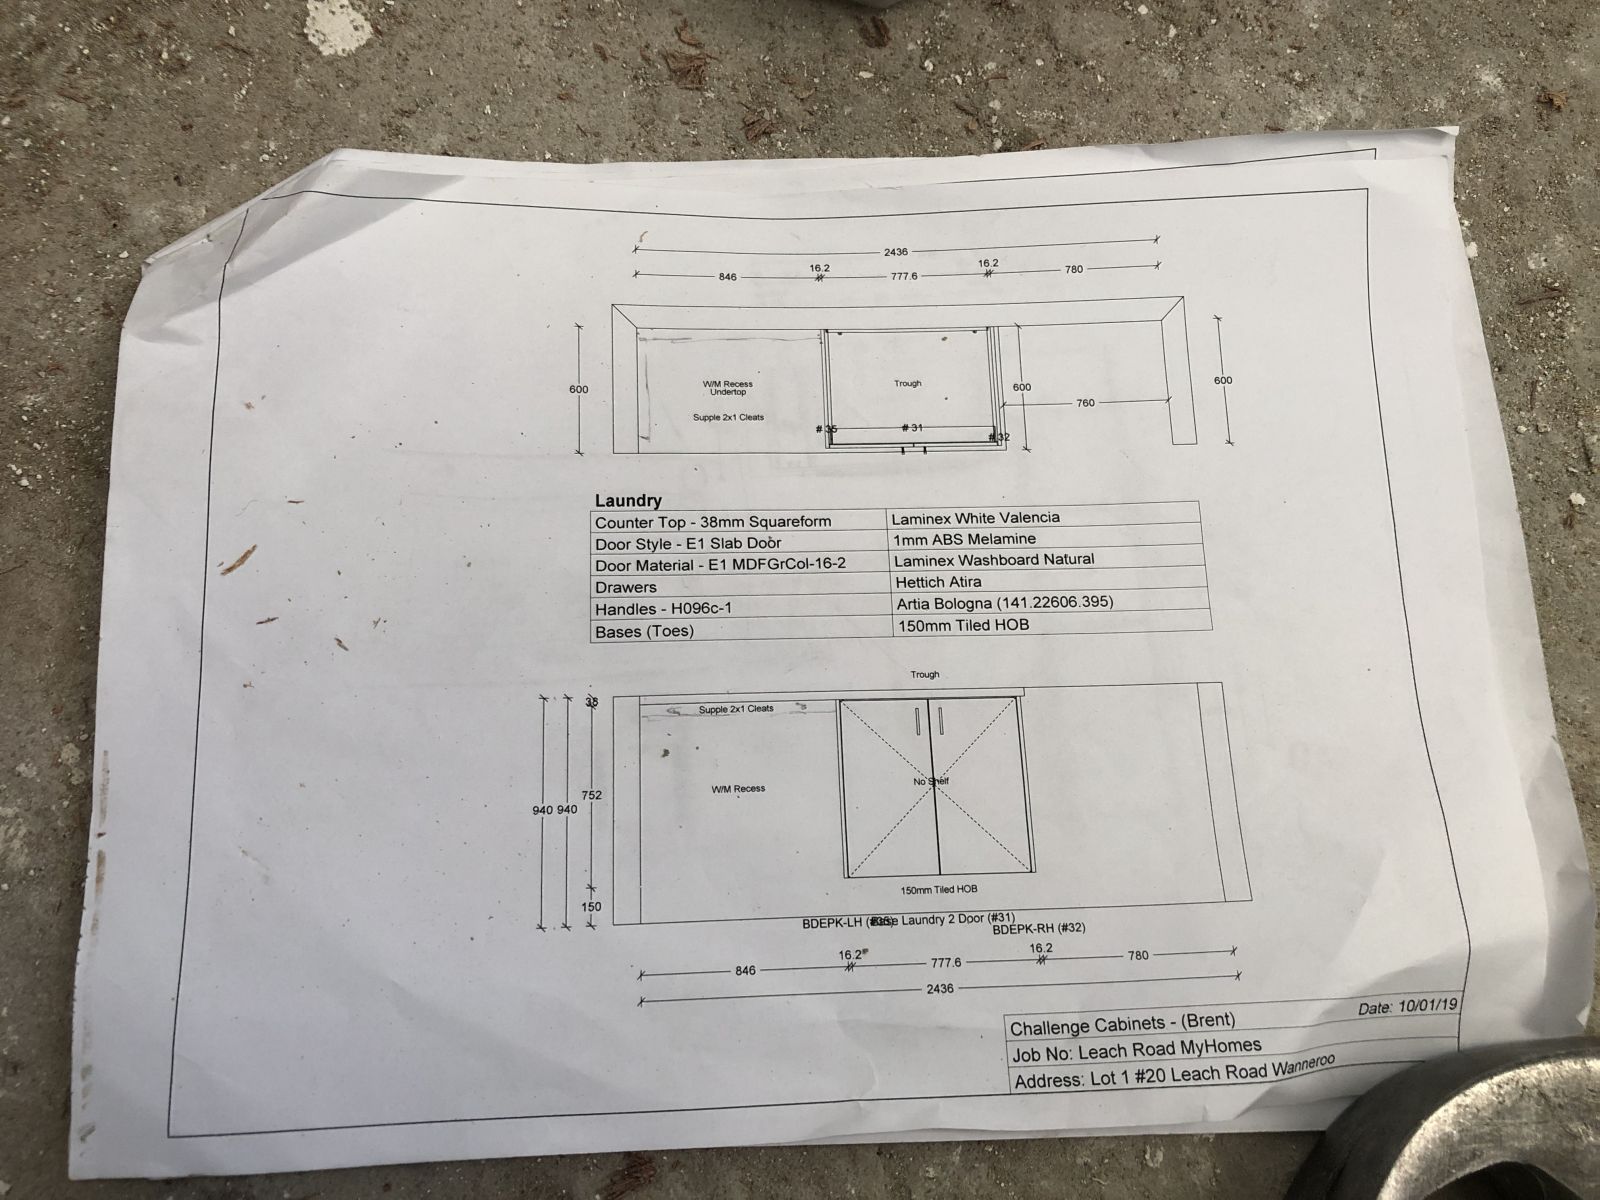 2436
846 16.2 777.6 16.2 780
600
W/M Recess
Undertop
Supple 2x1 Cleats
Trough
# 35
# 31
# 32
600
760
600
Laundry
Counter Top - 38mm Squareform Laminex White Valencia
Door Style - E1 Slab Door 1mm ABS Melamine
Door Material - E1 MDFGrCol-16-2 Laminex Washboard Natural
Drawers Hettich Atira
Handles - H096c-1 Artia Bologna (141.22606.395)
Bases (Toes) 150mm Tiled HOB
Trough
38
Supple 2x1 Cleats
No Shelf
W/M Recess
752
940 940
150mm Tiled HOB
150
BDEPK-LH Laundry 2 Door (#31)
BDEPK-RH (#32)
846 16.2 777.6 16.2 780
2436
Date: 10/01/19
Challenge Cabinets - (Brent)
Job No: Leach Road MyHomes
Address: Lot 1 #20 Leach Road Wanneroo